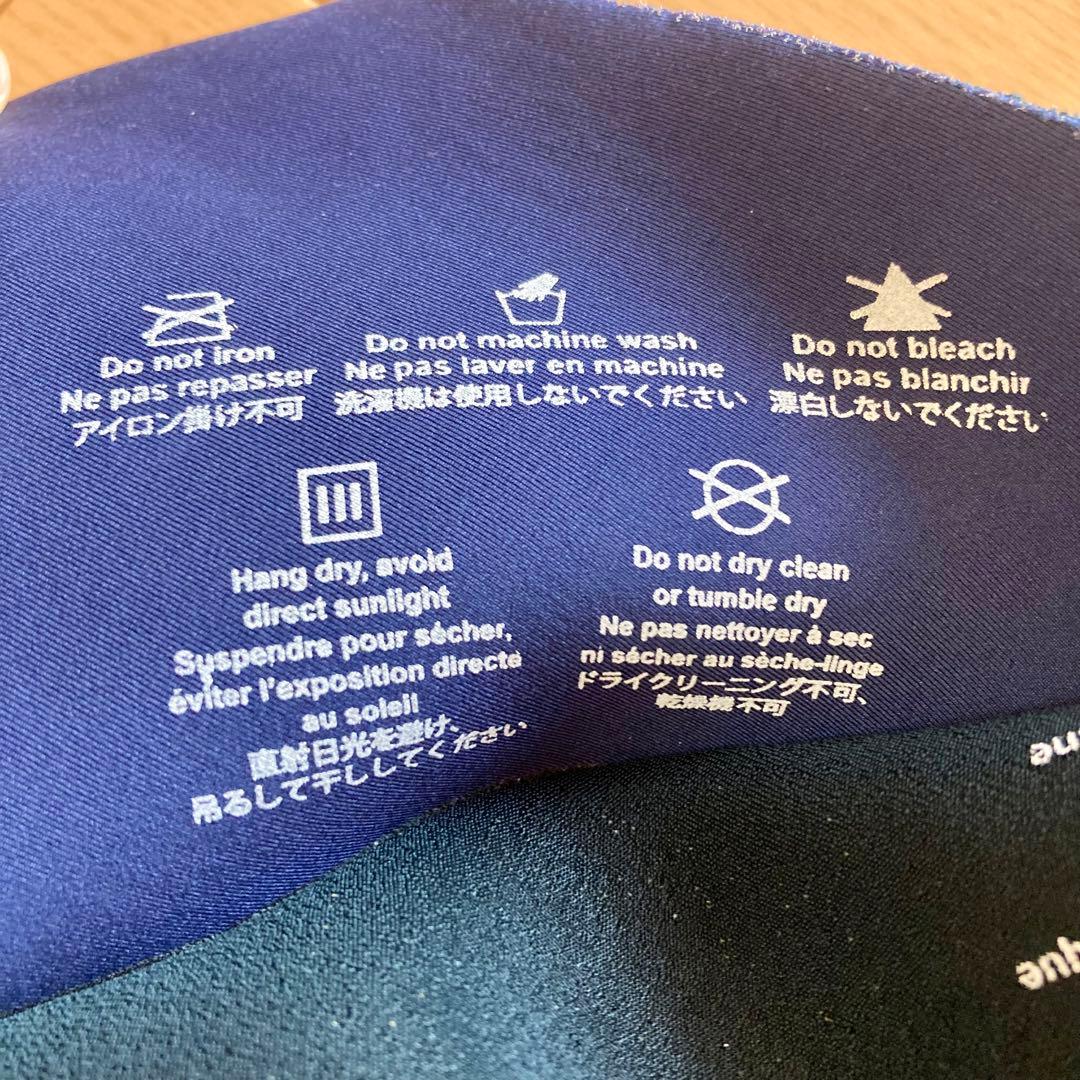 Do not iron
Ne pas repasser
アイロン掛け不可
Do not machine wash
Ne pas laver en machine
洗濯機は使用しないでください
Do not bleach
Ne pas blanchir
漂白しないでください
Hang dry, avoid
direct sunlight
Suspendre pour sécher,
éviter l'exposition directe
au soleil
直射日光を避け、
吊るして干ししてください
Do not dry clean
or tumble dry
Ne pas nettoyer à sec
ni sécher au sèche-linge
ドライクリーニング不可、
乾燥機不可